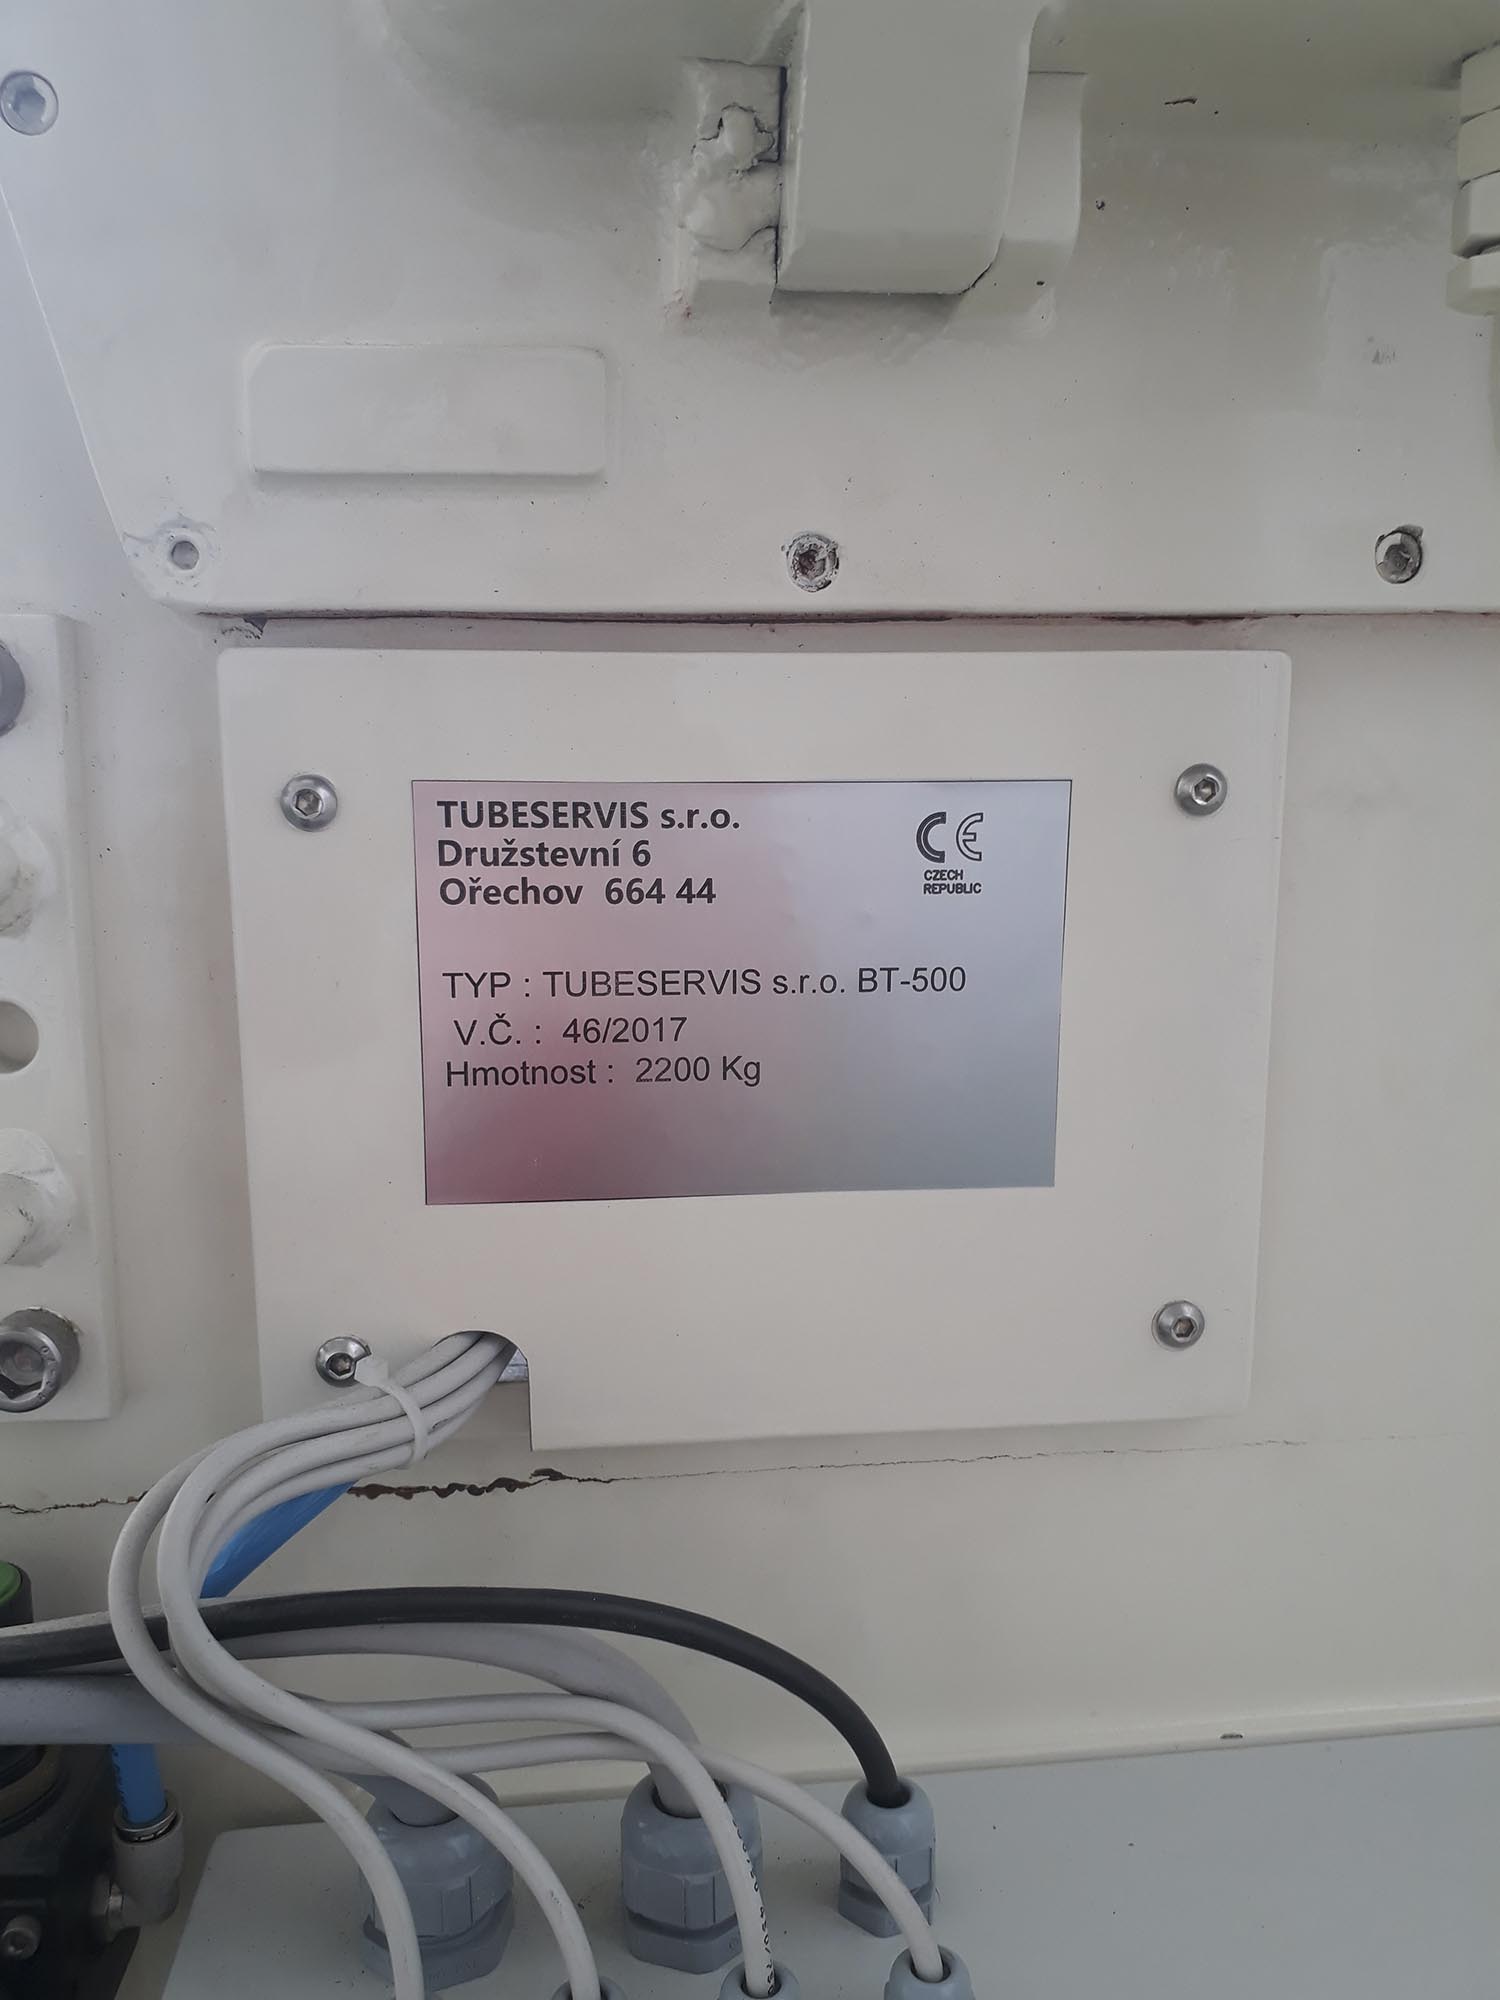 TUBESERVIS s.r.o.
Družstevní 6
Ořechov 664 44
CE
CZECH
REPUBLIC
TYP : TUBESERVIS s.r.o. BT-500
V.Č. : 46/2017
Hmotnost : 2200 Kg